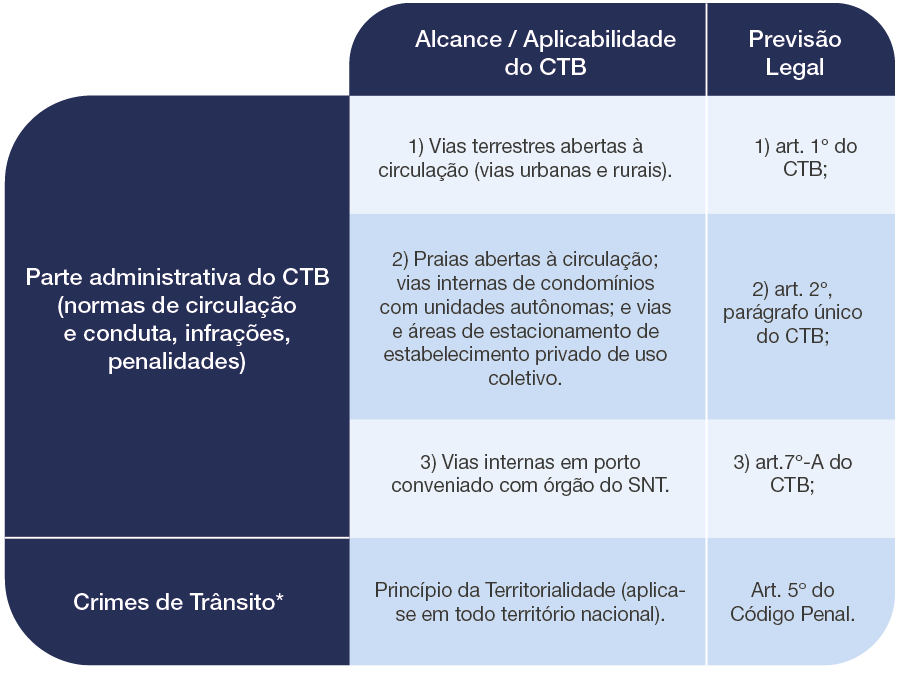 Alcance / Aplicabilidade
do CTB
Previsão
Legal
Parte administrativa do CTB
(normas de circulação
e conduta, infrações,
penalidades)
1) Vias terrestres abertas à
circulação (vias urbanas e rurais).
1) art. 1º do
CTB;
2) Praias abertas à circulação;
vias internas de condomínios
com unidades autônomas; e vias
e áreas de estacionamento de
estabelecimento privado de uso
coletivo.
2) art. 2º,
parágrafo único
do CTB;
3) Vias internas em porto
conveniado com órgão do SNT.
3) art.7º-A do
CTB;
Crimes de Trânsito*
Princípio da Territorialidade (aplica-
se em todo território nacional).
Art. 5º do
Código Penal.